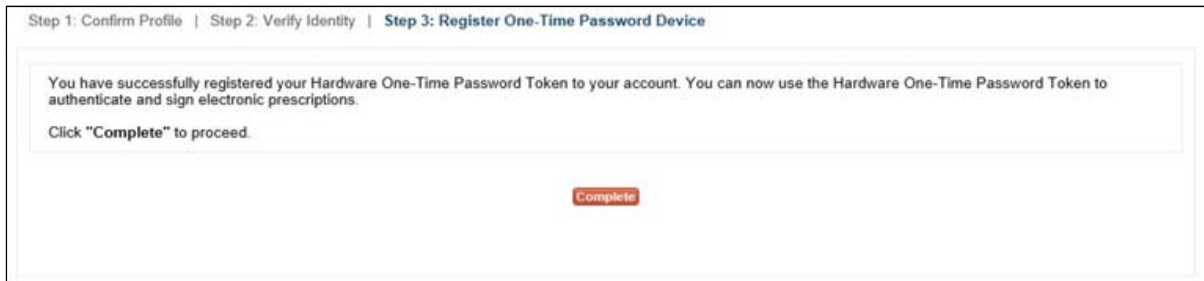 Step 1: Confirm Profile | Step 2: Verify Identity | Step 3: Register One-Time Password Device
You have successfully registered your Hardware One-Time Password Token to your account. You can now use the Hardware One-Time Password Token to
authenticate and sign electronic prescriptions.
Click "Complete" to proceed.
Complete